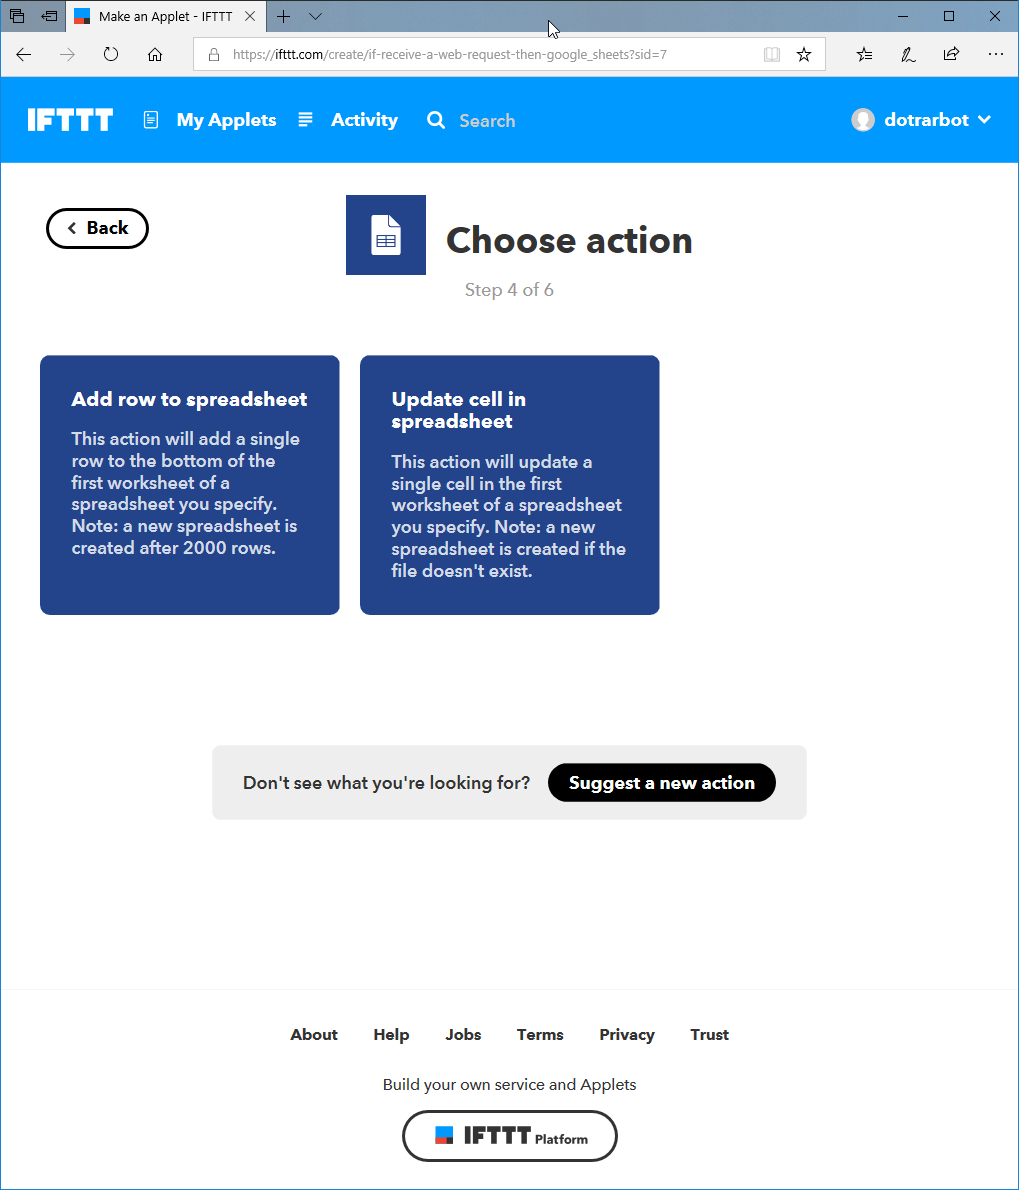 Make an Applet - IFTTT
https://ifttt.com/create/if-receive-a-web-request-then-google_sheets?sid=7
IFTTT My Applets Activity Search dotrarbot
Back
Choose action
Step 4 of 6
Add row to spreadsheet
This action will add a single
row to the bottom of the
first worksheet of a
spreadsheet you specify.
Note: a new spreadsheet is
created after 2000 rows.
Update cell in
spreadsheet
This action will update a
single cell in the first
worksheet of a spreadsheet
you specify. Note: a new
spreadsheet is created if the
file doesn't exist.
Don't see what you're looking for? Suggest a new action
About Help Jobs Terms Privacy Trust
Build your own service and Applets
IFTTT Platform